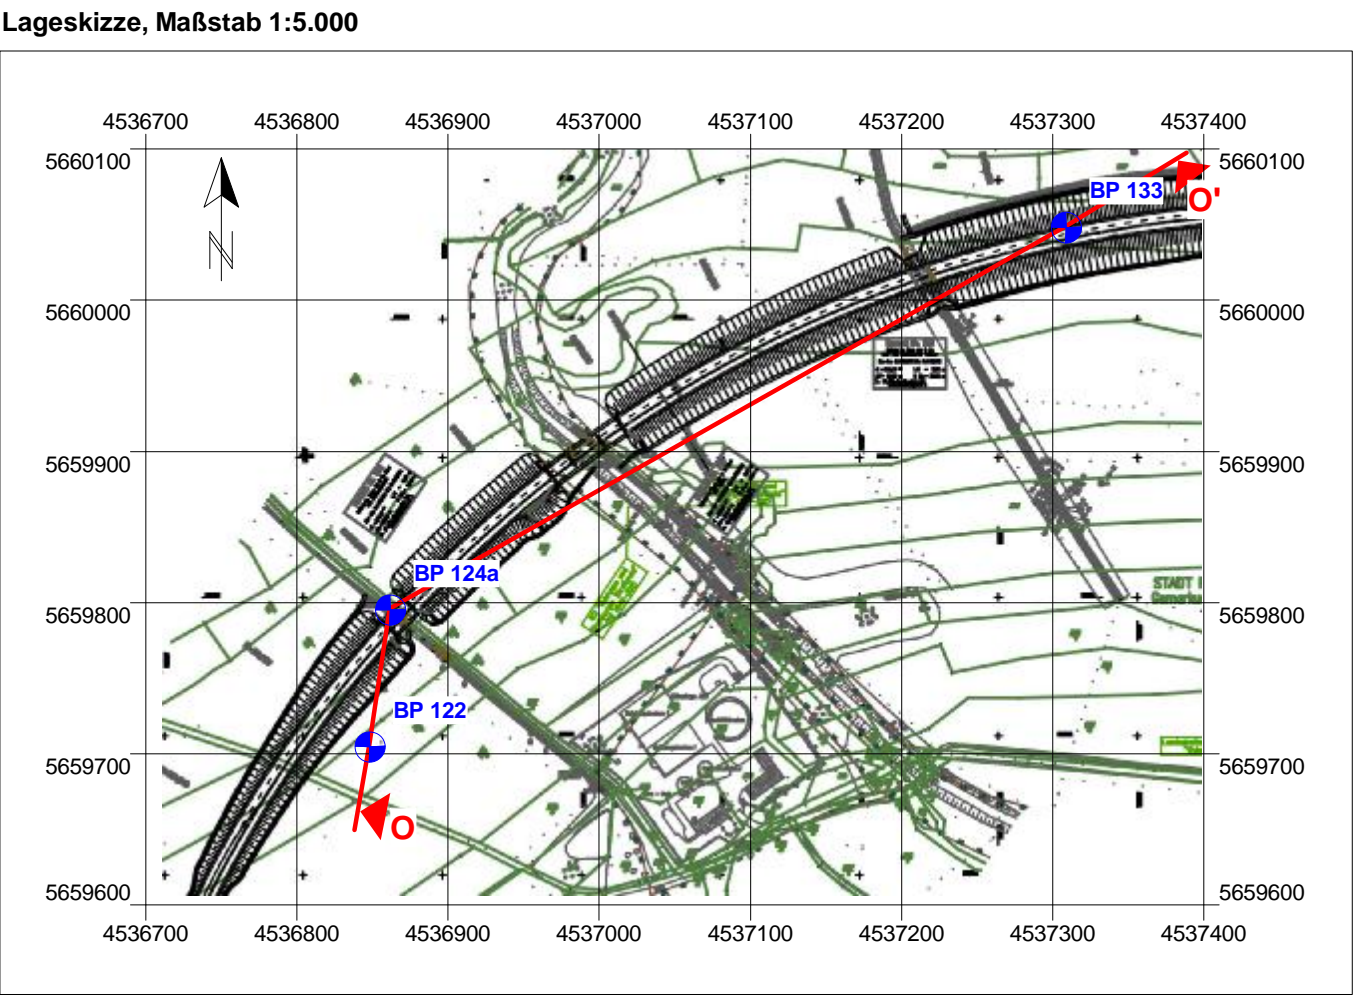 Lageskizze, Maßstab 1:5.000
4536700 4536800 4536900 4537000 4537100 4537200 4537300 4537400
5660100 5660100
N
BP 133
O'
5660000 5660000
5659900 5659900
BP 124a
STADT
5659800 5659800
BP 122
5659700 5659700
O
5659600 5659600
4536700 4536800 4536900 4537000 4537100 4537200 4537300 4537400